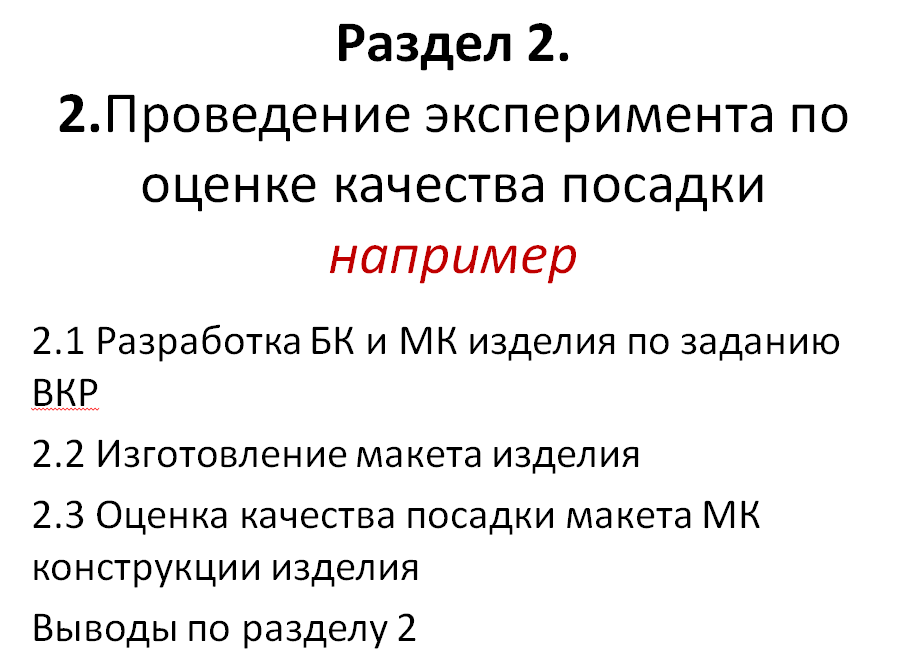 Раздел 2.
2.Проведение эксперимента по
оценке качества посадки
например
2.1 Разработка БК и МК изделия по заданию
ВКР
2.2 Изготовление макета изделия
2.3 Оценка качества посадки макета МК
конструкции изделия
Выводы по разделу 2